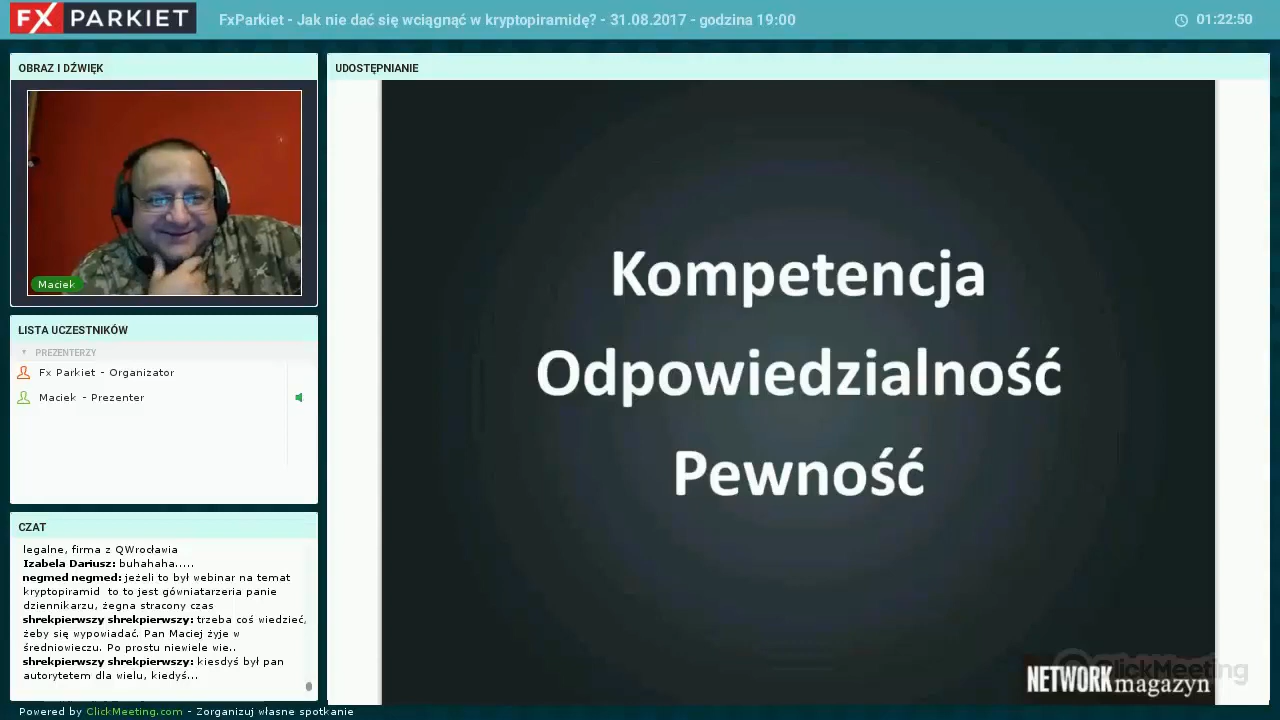 FX PARKIET
FxParkiet - Jak nie dać się wciągnąć w kryptopiramidę? - 31.08.2017 - godzina 19:00
01:22:50
OBRAZ I DŹWIĘK
Maciek
LISTA UCZESTNIKÓW
PREZENTERZY
Fx Parkiet - Organizator
Maciek - Prezenter
CZAT
legalne, firma z QWrocławia
Izabela Dariusz: buhahaha.....
negmed negmed: jeżeli to był webinar na temat
kryptopiramid to to jest gówniatarzeria panie
dziennikarzu, żegna stracony czas
shrekpierwszy shrekpierwszy: trzeba coś wiedzieć,
żeby się wypowiadać. Pan Maciej żyje w
średniowieczu. Po prostu niewiele wie..
shrekpierwszy shrekpierwszy: kiesdyś był pan
autorytetem dla wielu, kiedyś...
UDOSTĘPNIANIE
Kompetencja
Odpowiedzialność
Pewność
ClickMeeting
NETWORK magazyn
Powered by ClickMeeting.com - Zorganizuj własne spotkanie